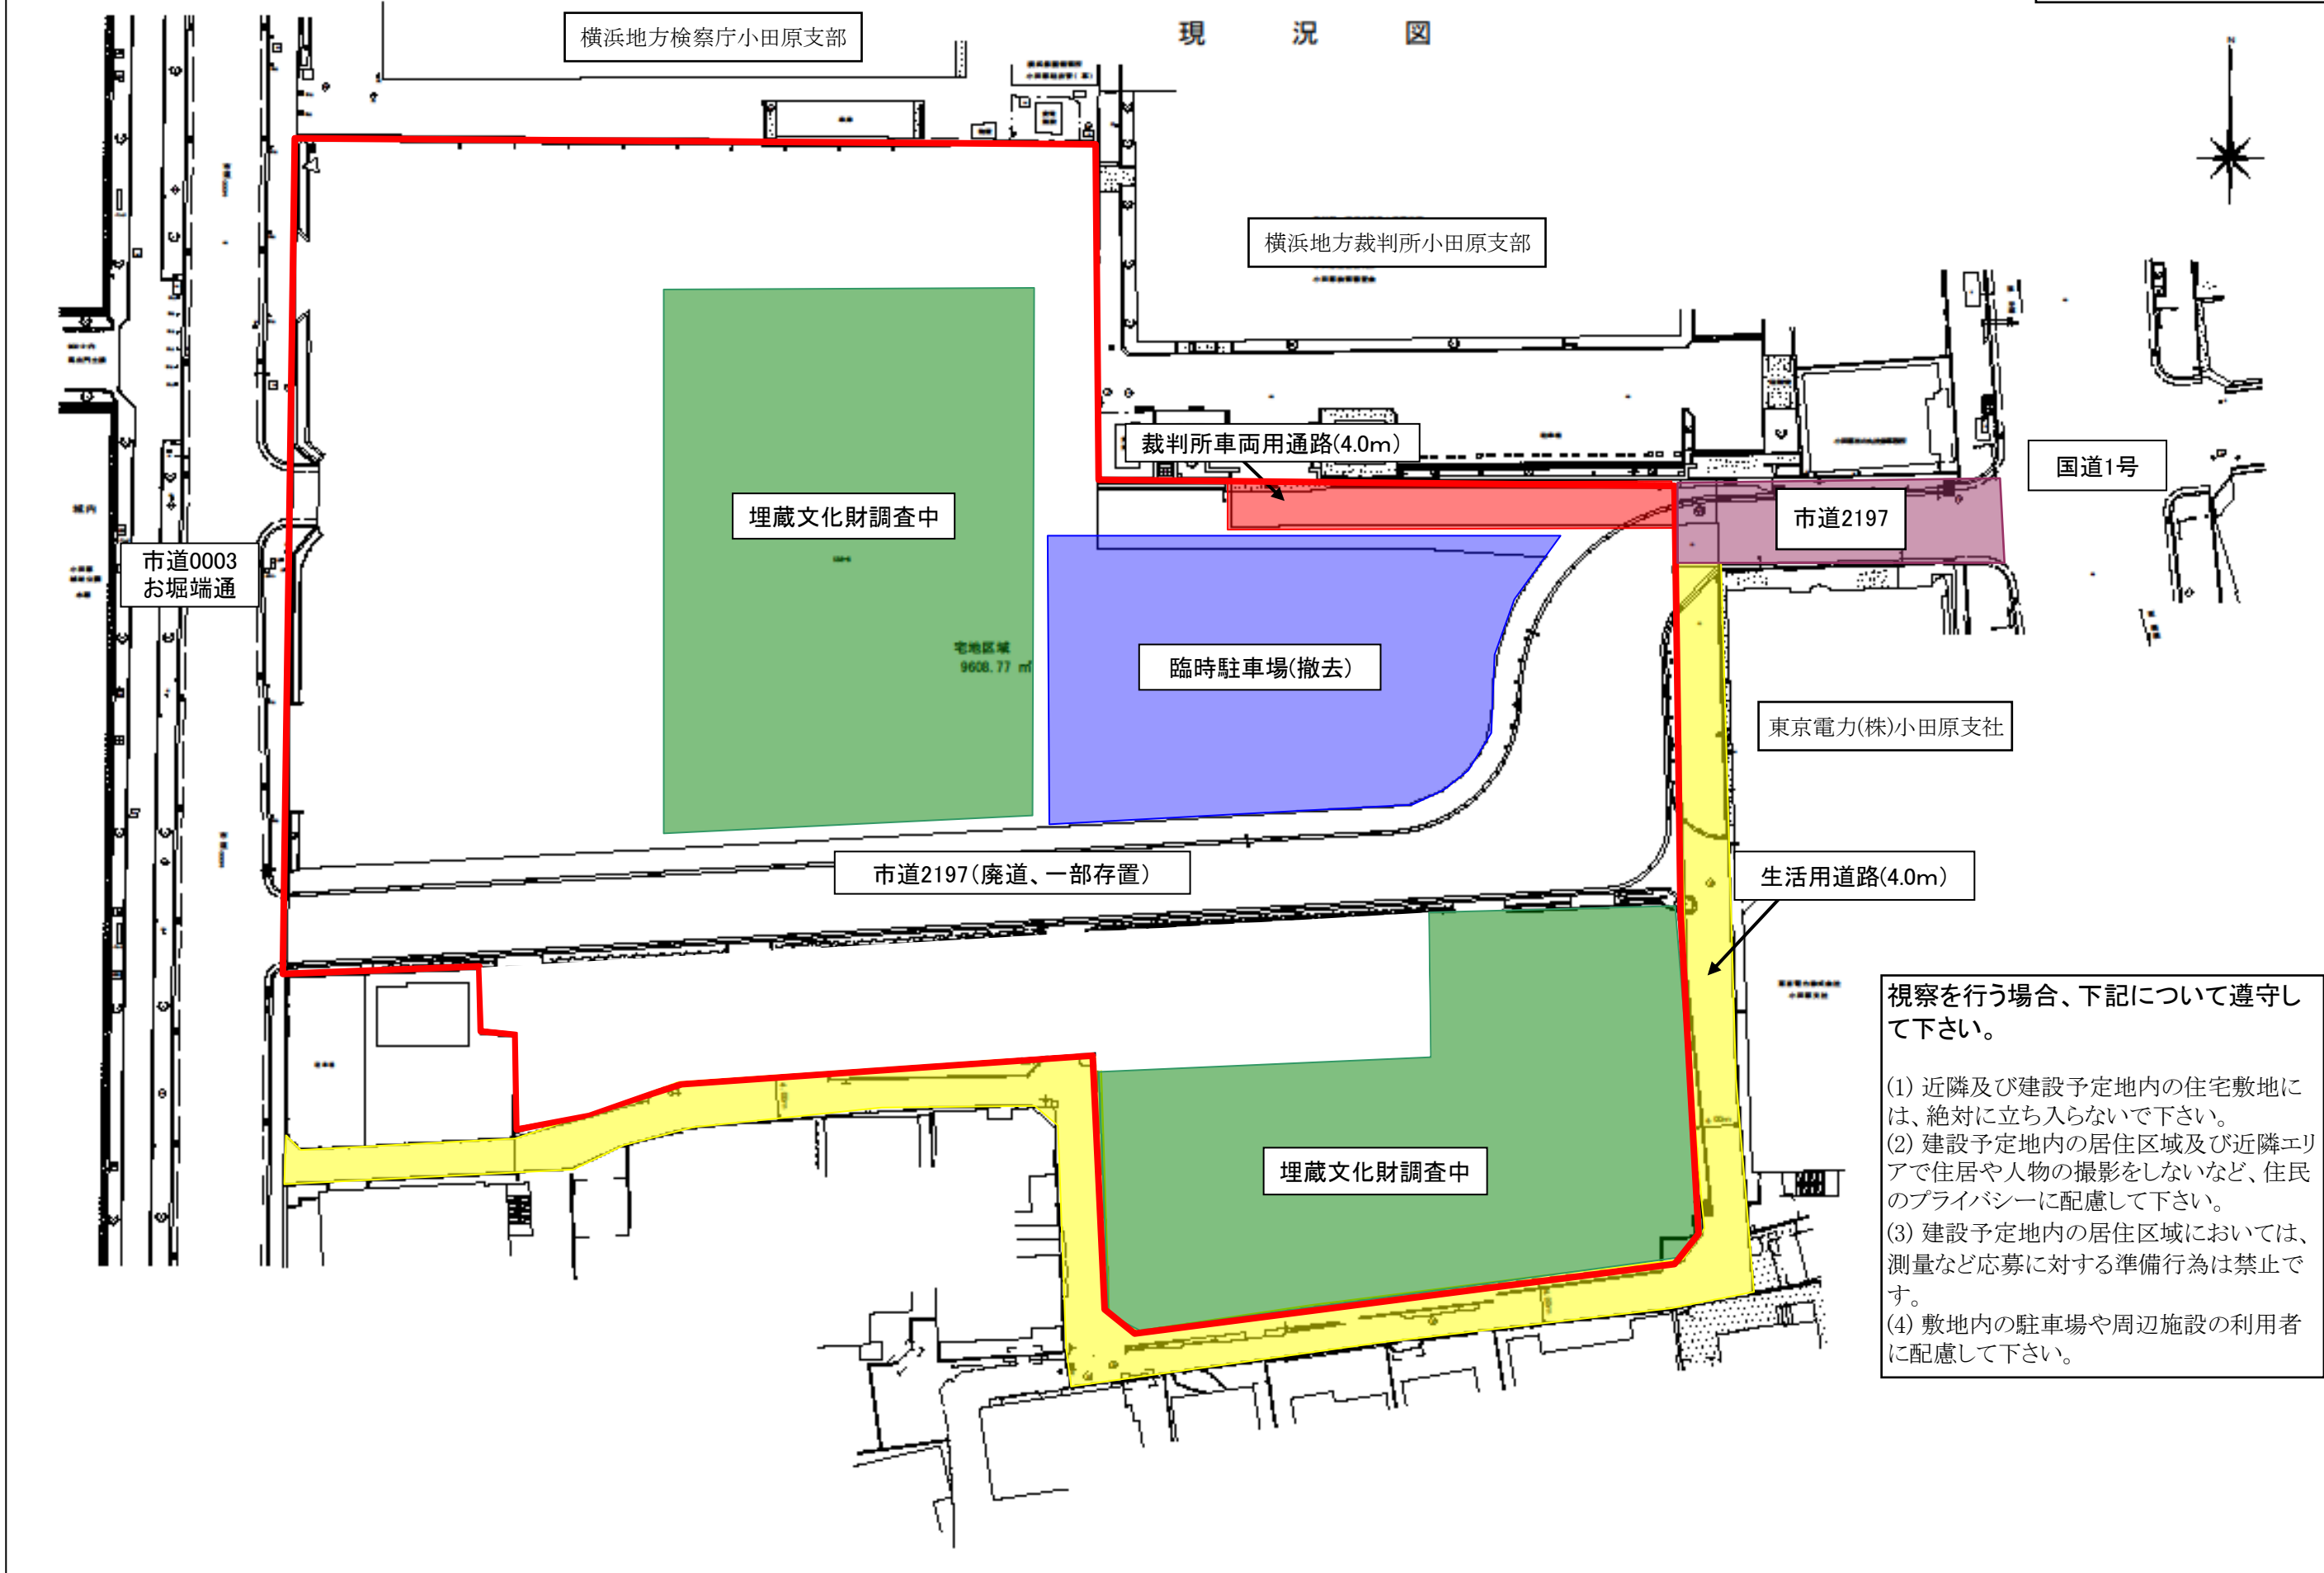 現況図
横浜地方検察庁小田原支部
N
横浜地方裁判所小田原支部
裁判所車両用通路(4.0m)
国道1号
埋蔵文化財調査中
市道2197
市道0003
お堀端通
城内
宅地区域
9608.77 ㎡
臨時駐車場(撤去)
東京電力(株)小田原支社
市道2197(廃道、一部存置)
生活用道路(4.0m)
埋蔵文化財調査中
視察を行う場合、下記について遵守し
て下さい。
(1) 近隣及び建設予定地内の住宅敷地に
は、絶対に立ち入らないで下さい。
(2) 建設予定地内の居住区域及び近隣エリ
アで住居や人物の撮影をしないなど、住民
のプライバシーに配慮して下さい。
(3) 建設予定地内の居住区域においては、
測量など応募に対する準備行為は禁止で
す。
(4) 敷地内の駐車場や周辺施設の利用者
に配慮して下さい。